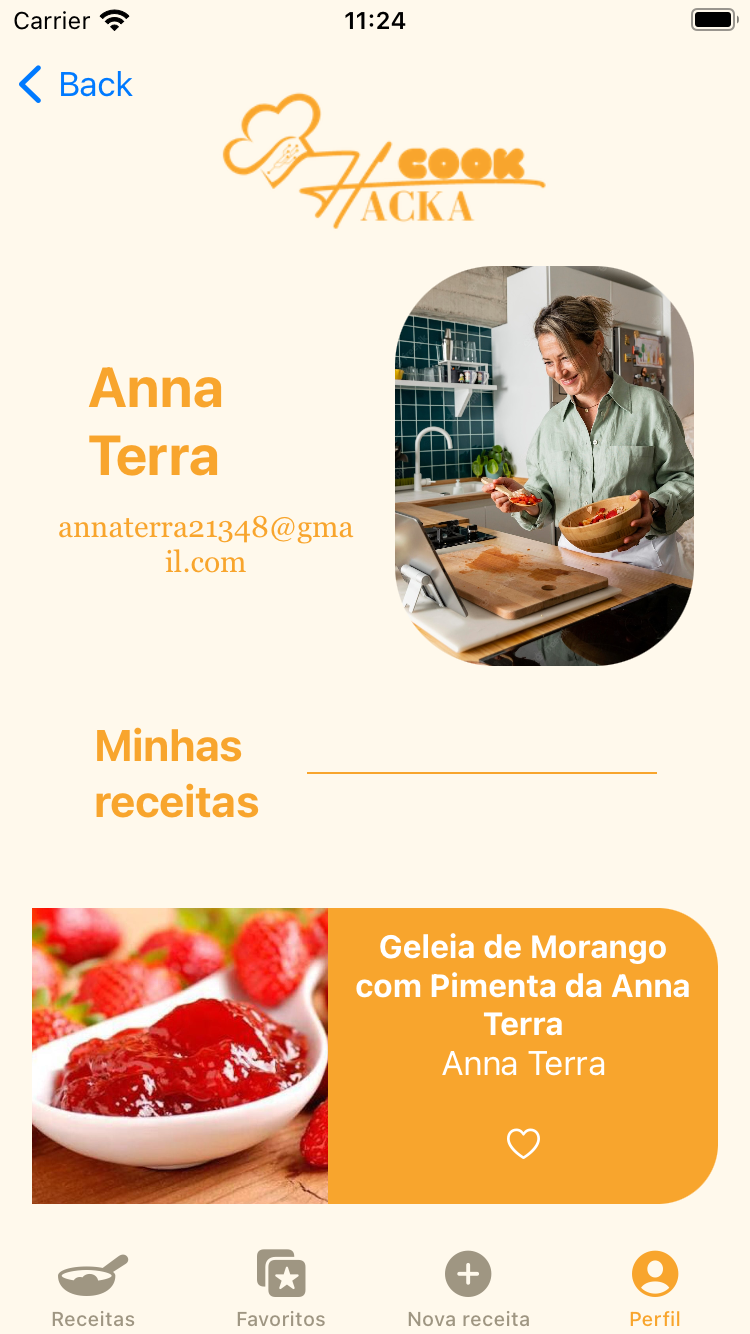 Carrier
11:24
Back
COOK
HACKA
Anna
Terra
annaterra21348@gma
il.com
Minhas
receitas
Geleia de Morango
com Pimenta da Anna
Terra
Anna Terra
Receitas
Favoritos
Nova receita
Perfil